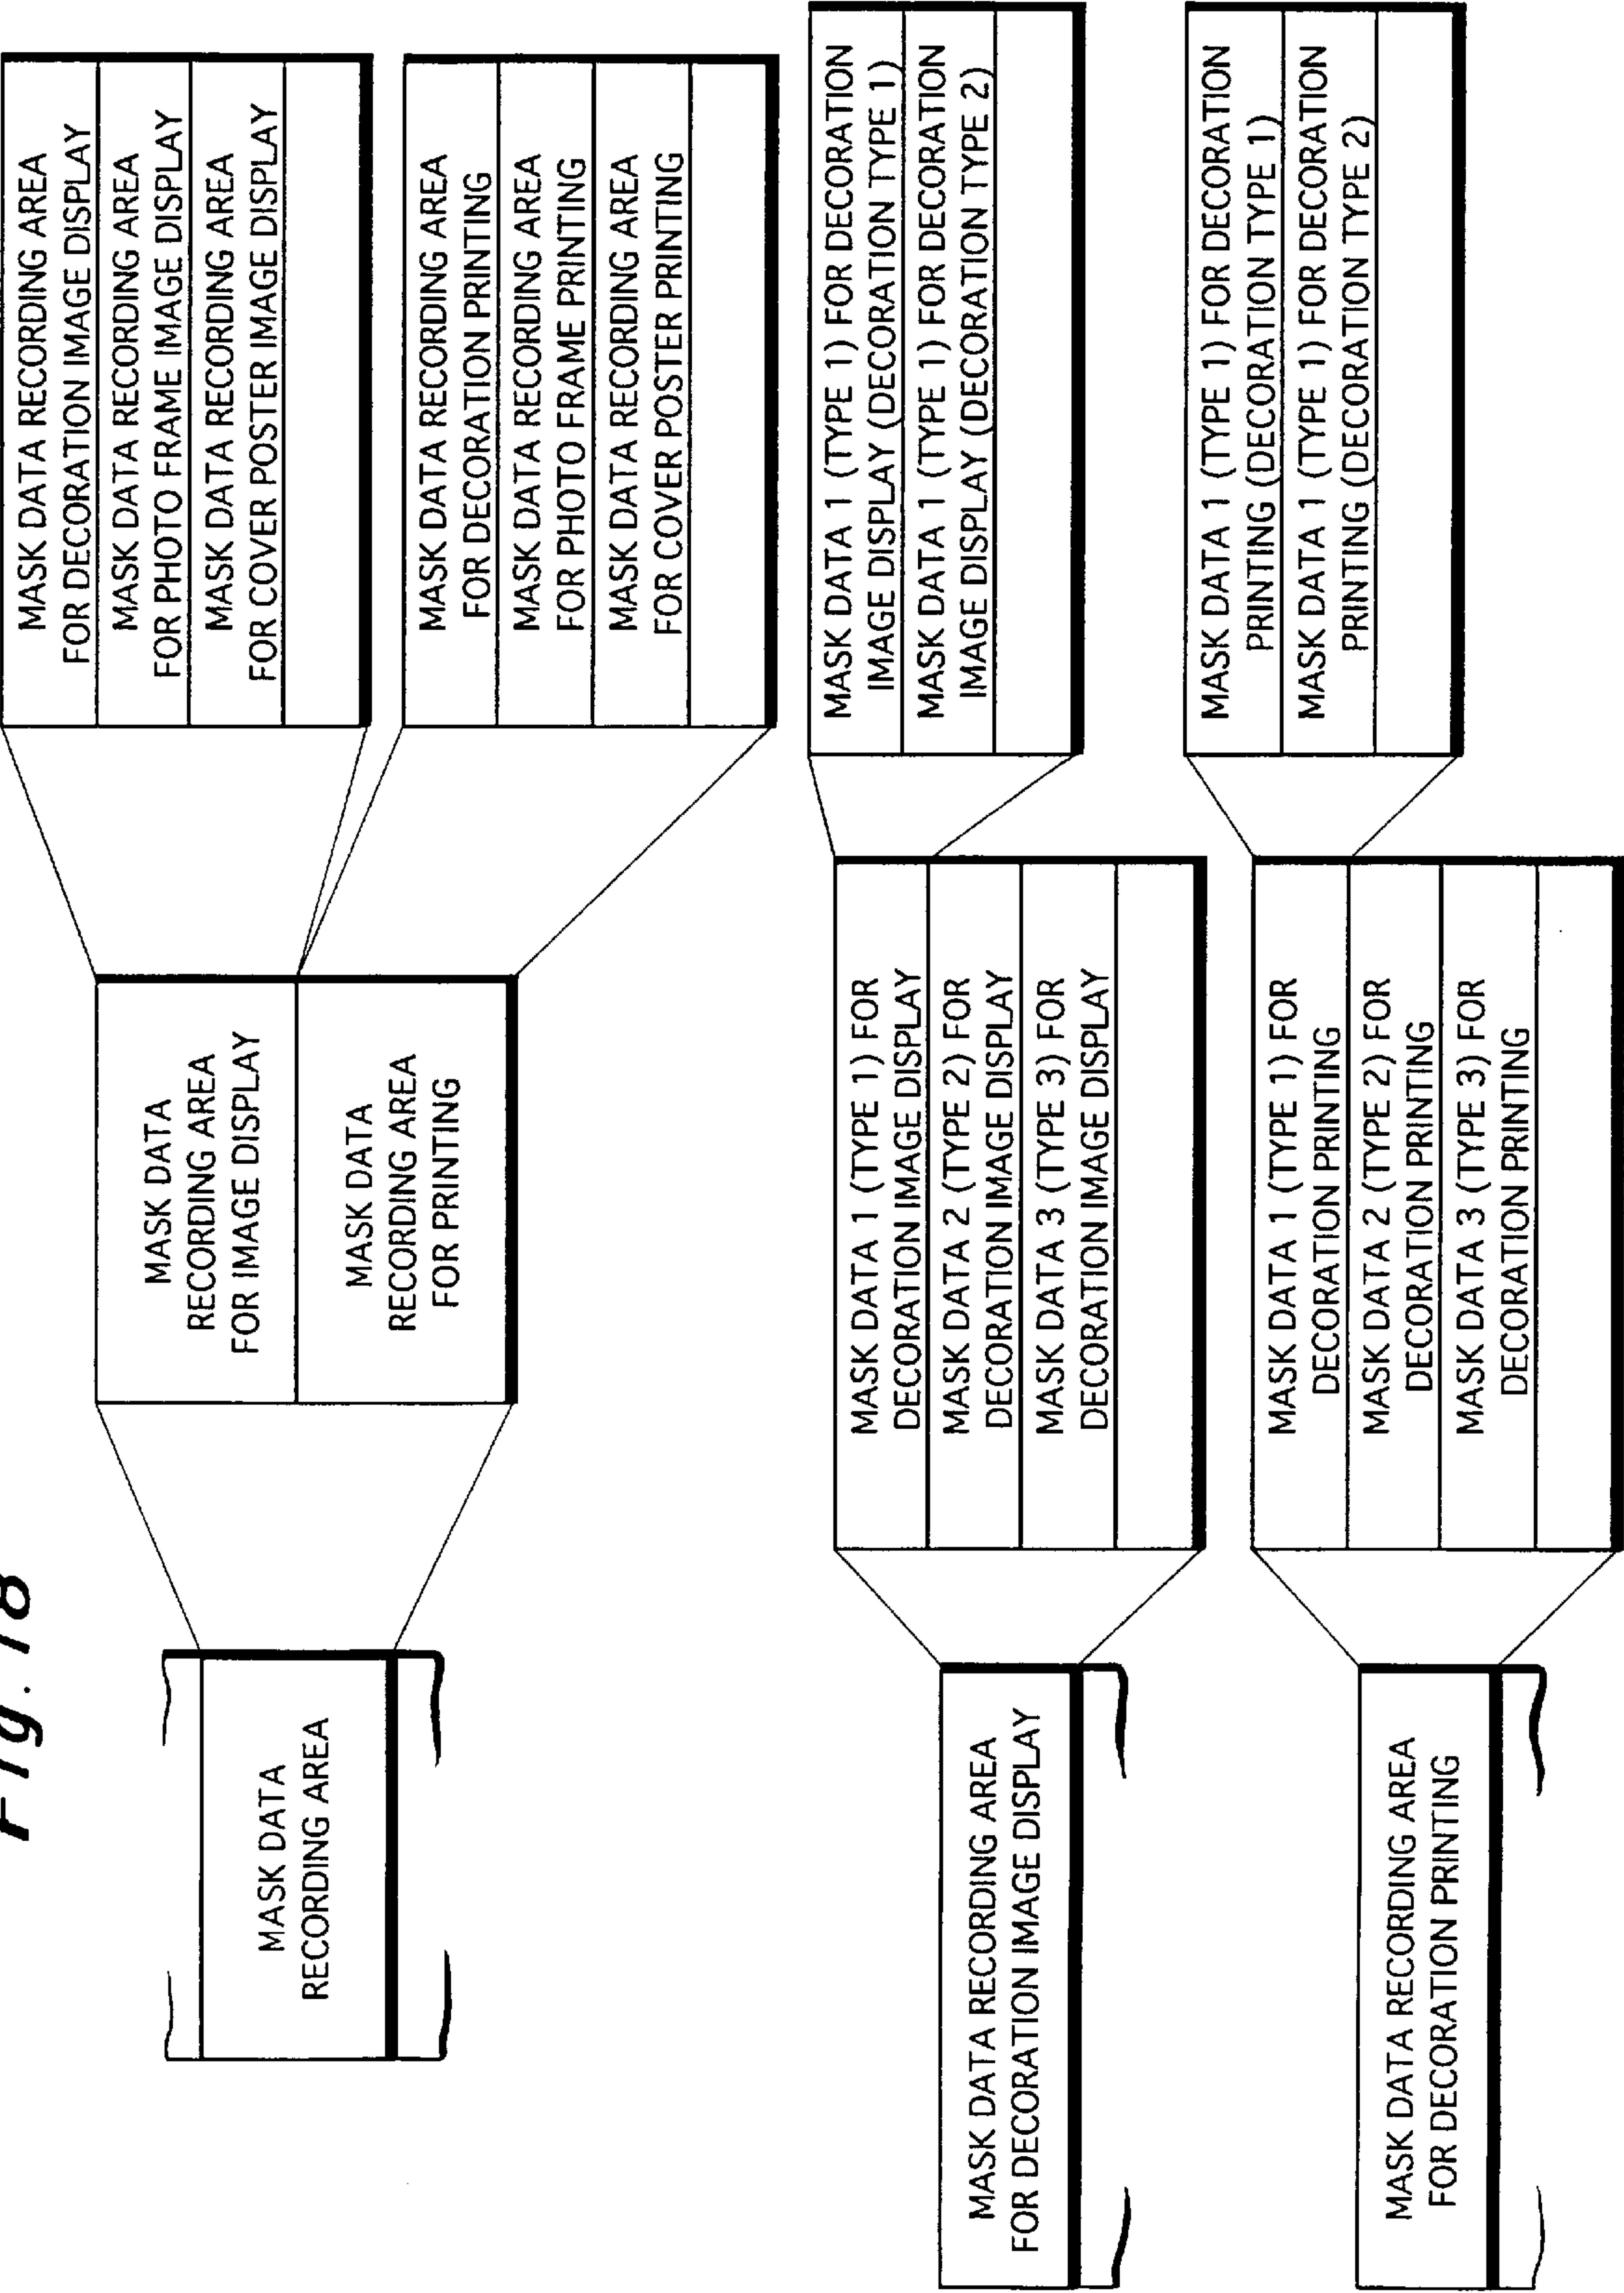 Fig. 18
MASK DATA
RECORDING AREA
MASK DATA
RECORDING AREA
FOR IMAGE DISPLAY
MASK DATA
RECORDING AREA
FOR PRINTING
MASK DATA RECORDING AREA
FOR DECORATION IMAGE DISPLAY
MASK DATA RECORDING AREA
FOR PHOTO FRAME IMAGE DISPLAY
MASK DATA RECORDING AREA
FOR COVER POSTER IMAGE DISPLAY
MASK DATA RECORDING AREA
FOR DECORATION PRINTING
MASK DATA RECORDING AREA
FOR PHOTO FRAME PRINTING
MASK DATA RECORDING AREA
FOR COVER POSTER PRINTING
MASK DATA RECORDING AREA
FOR DECORATION IMAGE DISPLAY
MASK DATA 1 (TYPE 1) FOR
DECORATION IMAGE DISPLAY
MASK DATA 2 (TYPE 2) FOR
DECORATION IMAGE DISPLAY
MASK DATA 3 (TYPE 3) FOR
DECORATION IMAGE DISPLAY
MASK DATA 1 (TYPE 1) FOR DECORATION
IMAGE DISPLAY (DECORATION TYPE 1)
MASK DATA 1 (TYPE 1) FOR DECORATION
IMAGE DISPLAY (DECORATION TYPE 2)
MASK DATA RECORDING AREA
FOR DECORATION PRINTING
MASK DATA 1 (TYPE 1) FOR
DECORATION PRINTING
MASK DATA 2 (TYPE 2) FOR
DECORATION PRINTING
MASK DATA 3 (TYPE 3) FOR
DECORATION PRINTING
MASK DATA 1 (TYPE 1) FOR DECORATION
PRINTING (DECORATION TYPE 1)
MASK DATA 1 (TYPE 1) FOR DECORATION
PRINTING (DECORATION TYPE 2)